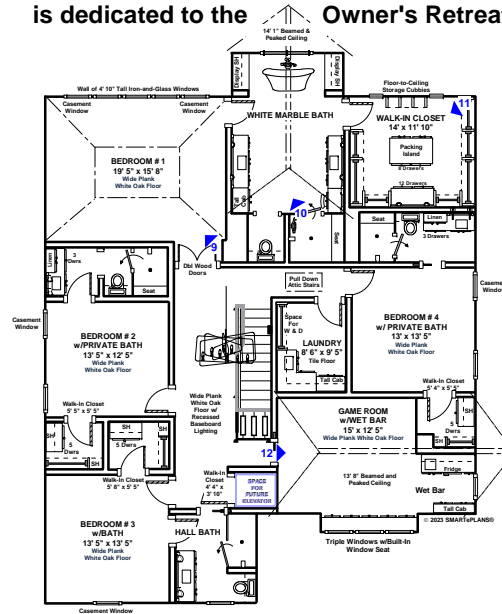 is dedicated to the Owner's Retreat
14' 1" Beamed &
Peaked Ceiling
Display SH
Display SH
Wall of 4' 10" Tall Iron-and-Glass Windows
Casement
Window
Casement
Window
Floor-to-Ceiling
Storage Cubbies
11
WHITE MARBLE BATH
WALK-IN CLOSET
14' x 11' 10"
Packing
Island
8 Drawers
12 Drawers
BEDROOM # 1
19' 5" x 15' 8"
Wide Plank
White Oak Floor
Tall
Cab
10
Seat
Seat
Linen
3 Drawers
9
Dbl Wood
Doors
Linen
3
Dwrs
Seat
Pull Down
Attic Stairs
Casement
Window
Casement
Window
BEDROOM # 2
w/PRIVATE BATH
13' 5" x 12' 5"
Wide Plank
White Oak Floor
Space
For
W & D
LAUNDRY
8' 6" x 9' 5"
Tile Floor
Tall Cab
BEDROOM # 4
w/ PRIVATE BATH
13' x 13' 5"
Wide Plank
White Oak Floor
Walk-In Closet
5' 5" x 5' 5"
Walk-In Closet
5' 4" x 5' 5"
Wide Plank
White Oak
Floor w/
Recessed
Baseboard
Lighting
SH
5
Dwrs
SH
SH
5 Dwrs
SH
SH
5
Dwrs
SH
GAME ROOM
w/WET BAR
15' x 12' 5"
Wide Plank White Oak Floor
12
Walk-In Closet
5' 8" x 5' 5"
Walk-In
Closet
4' 4" x
3' 10"
SPACE
FOR
FUTURE
ELEVATOR
13' 8" Beamed and
Peaked Ceiling
Fridge
Wet Bar
Tall Cab
© 2023 SMARTePLANS®
BEDROOM # 3
w/BATH
13' 5" x 13' 5"
Wide Plank
White Oak Floor
HALL BATH
Triple Windows w/Built-In
Window Seat
Casement Window